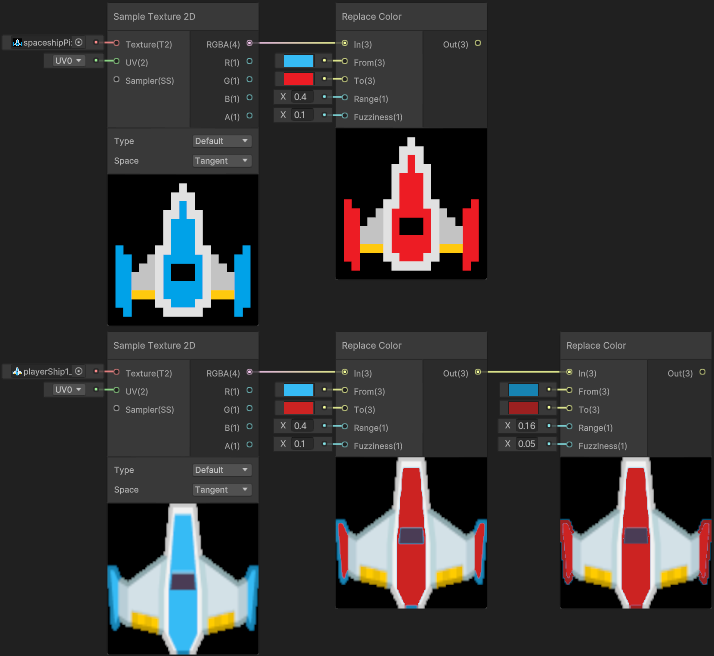 Sample Texture 2D
Replace Color
spaceshipPi:
Texture(T2)
RGBA(4)
In(3)
Out(3)
UV0
UV(2)
R(1)
From(3)
Sampler(SS)
G(1)
To(3)
B(1)
X 0.4
Range(1)
A(1)
X 0.1
Fuzziness(1)
Type
Default
Space
Tangent
Sample Texture 2D
Replace Color
Replace Color
playerShip1_
Texture(T2)
RGBA(4)
In(3)
Out(3)
In(3)
Out(3)
UV0
UV(2)
R(1)
From(3)
From(3)
Sampler(SS)
G(1)
To(3)
To(3)
B(1)
X 0.4
Range(1)
X 0.16
Range(1)
A(1)
X 0.1
Fuzziness(1)
X 0.05
Fuzziness(1)
Type
Default
Space
Tangent